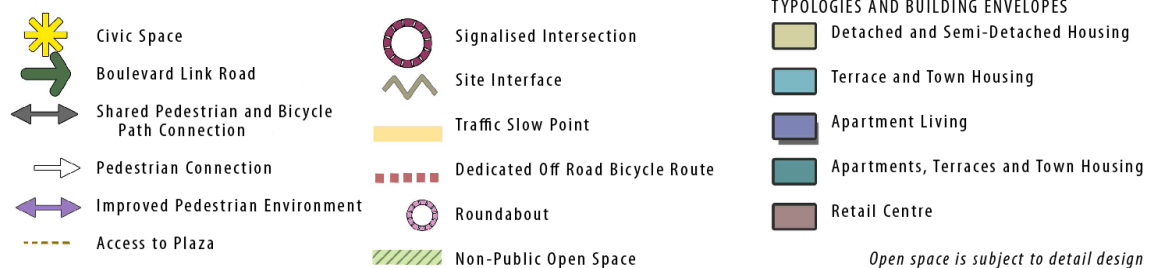 Civic Space
Boulevard Link Road
Shared Pedestrian and Bicycle
Path Connection
Pedestrian Connection
Improved Pedestrian Environment
Access to Plaza
Signalised Intersection
Site Interface
Traffic Slow Point
Dedicated Off Road Bicycle Route
Roundabout
Non-Public Open Space
TYPOLOGIES AND BUILDING ENVELOPES
Detached and Semi-Detached Housing
Terrace and Town Housing
Apartment Living
Apartments, Terraces and Town Housing
Retail Centre
Open space is subject to detail design